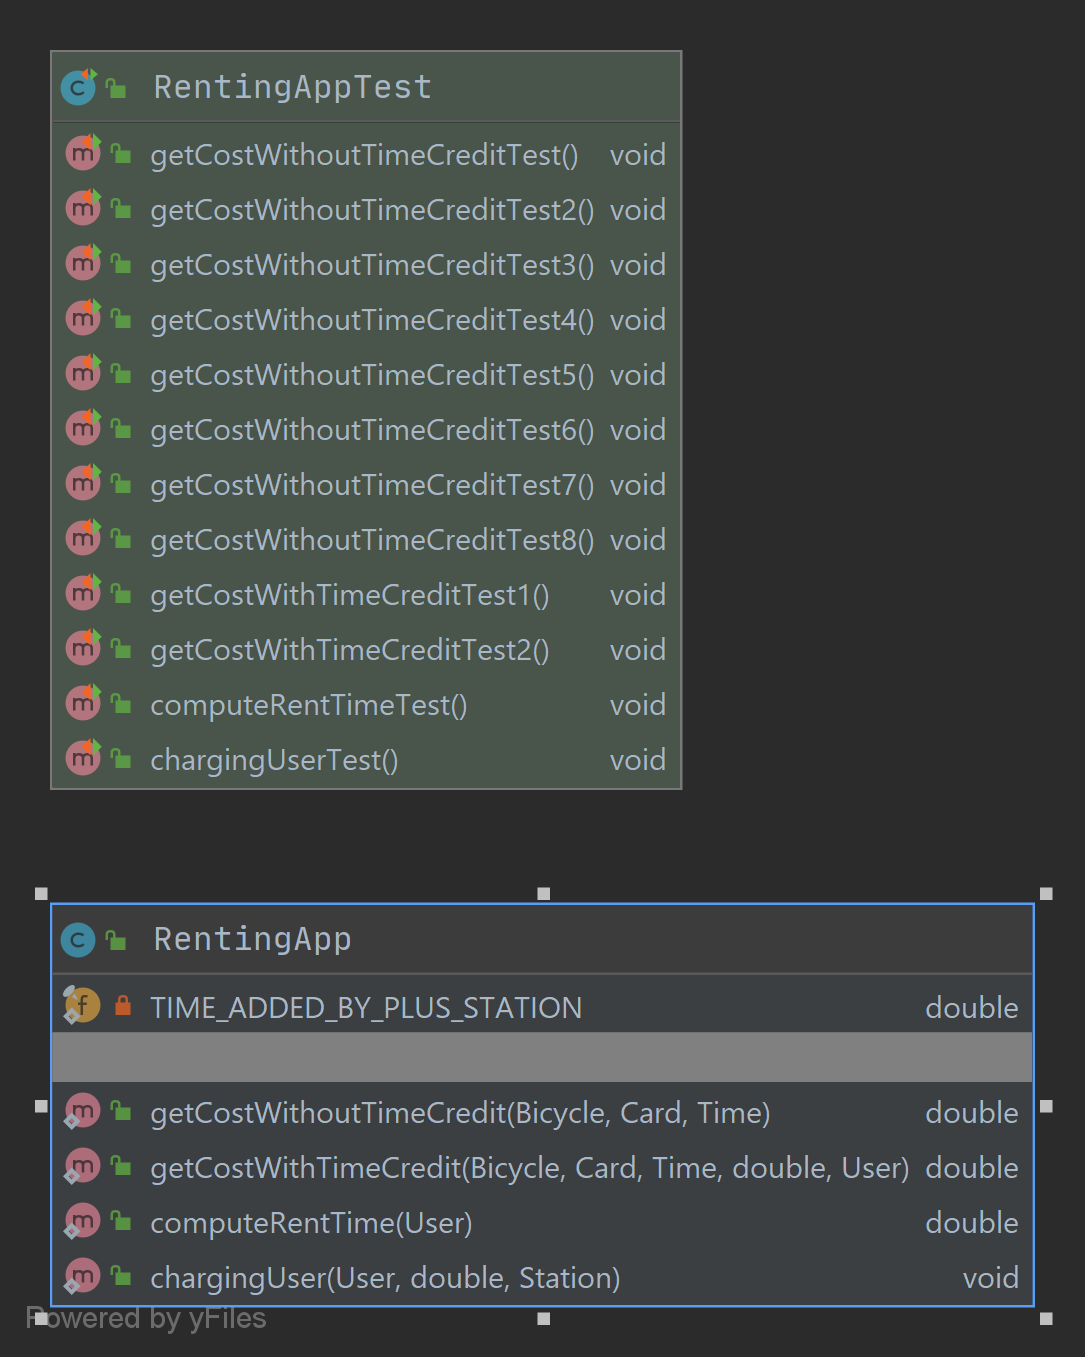 RentingAppTest
getCostWithoutTimeCreditTest() void
getCostWithoutTimeCreditTest2() void
getCostWithoutTimeCreditTest3() void
getCostWithoutTimeCreditTest4() void
getCostWithoutTimeCreditTest5() void
getCostWithoutTimeCreditTest6() void
getCostWithoutTimeCreditTest7() void
getCostWithoutTimeCreditTest8() void
getCostWithTimeCreditTest1() void
getCostWithTimeCreditTest2() void
computeRentTimeTest() void
chargingUserTest() void
RentingApp
TIME_ADDED_BY_PLUS_STATION double
getCostWithoutTimeCredit(Bicycle, Card, Time) double
getCostWithTimeCredit(Bicycle, Card, Time, double, User) double
computeRentTime(User) double
chargingUser(User, double, Station) void
Powered by yFiles